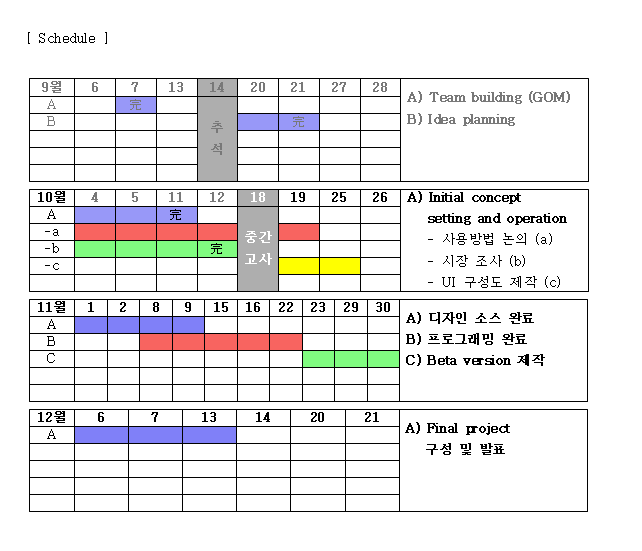 [ Schedule ]
9월 6 7 13 14 20 21 27 28
A 完
B 完
추석
A) Team building (GOM)
B) Idea planning
10월 4 5 11 12 18 19 25 26
A 完
-a
-b 完
-c
중간
고사
A) Initial concept
setting and operation
- 사용방법 논의 (a)
- 시장 조사 (b)
- UI 구성도 제작 (c)
11월 1 2 8 9 15 16 22 23 29 30
A
B
C
A) 디자인 소스 완료
B) 프로그래밍 완료
C) Beta version 제작
12월 6 7 13 14 20 21
A
A) Final project
구성 및 발표